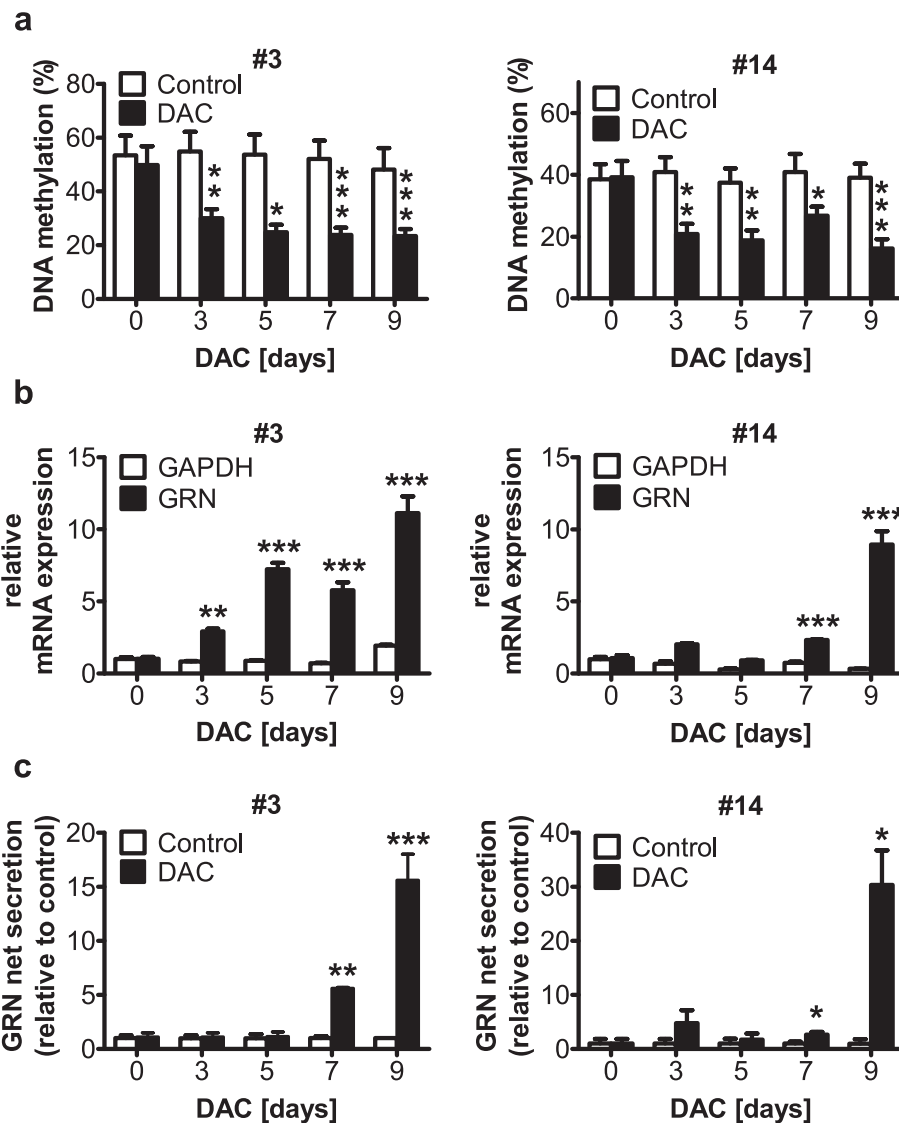 a
#3
Control
DAC
DNA methylation (%)
80
60
40
20
0
** * *** ***
0 3 5 7 9
DAC [days]
#14
Control
DAC
DNA methylation (%)
60
40
20
0
** ** * ***
0 3 5 7 9
DAC [days]
b
#3
GAPDH
GRN
relative
mRNA expression
15
10
5
0
** *** *** ***
0 3 5 7 9
DAC [days]
#14
GAPDH
GRN
relative
mRNA expression
15
10
5
0
*** ***
0 3 5 7 9
DAC [days]
c
#3
Control
DAC
GRN net secretion
(relative to control)
20
15
10
5
0
** ***
0 3 5 7 9
DAC [days]
#14
Control
DAC
GRN net secretion
(relative to control)
40
30
20
10
0
* *
0 3 5 7 9
DAC [days]